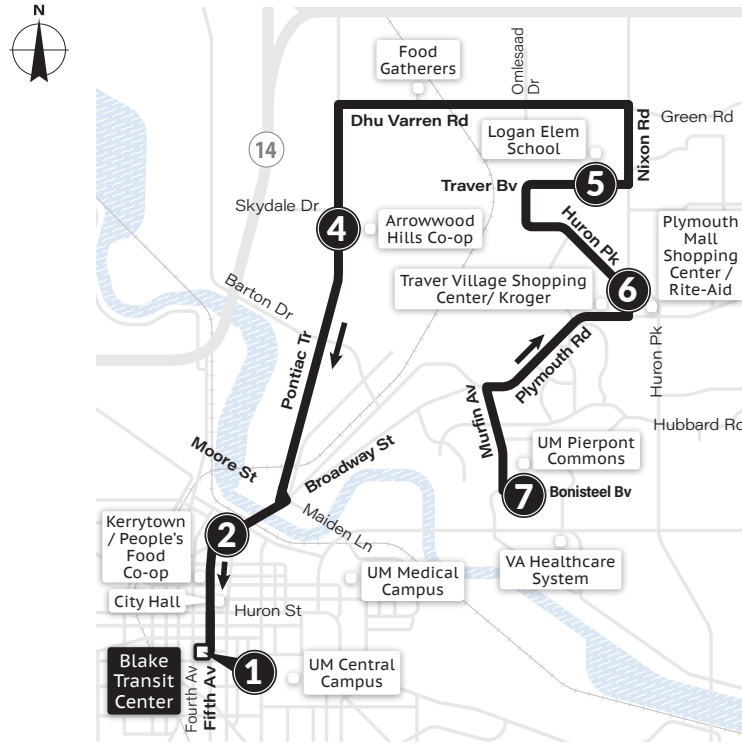 N
Food
Gatherers
Omlesaad
Dr
Dhu Varren Rd
Green Rd
Nixon Rd
Logan Elem
School
14
Traver Bv
5
Skydale Dr
4
Arrowwood
Hills Co-op
Huron Pk
Plymouth
Mall
Shopping
Center /
Rite-Aid
Traver Village Shopping
Center/ Kroger
6
Barton Dr
Pontiac Tr
Plymouth Rd
Huron Pk
Murfin Av
Hubbard Rd
Moore St
Broadway St
UM Pierpont
Commons
7
Bonisteel Bv
Kerrytown
/ People's
Food
Co-op
2
Maiden Ln
VA Healthcare
System
UM Medical
Campus
City Hall
Huron St
Blake
Transit
Center
1
UM Central
Campus
Fourth Av
Fifth Av